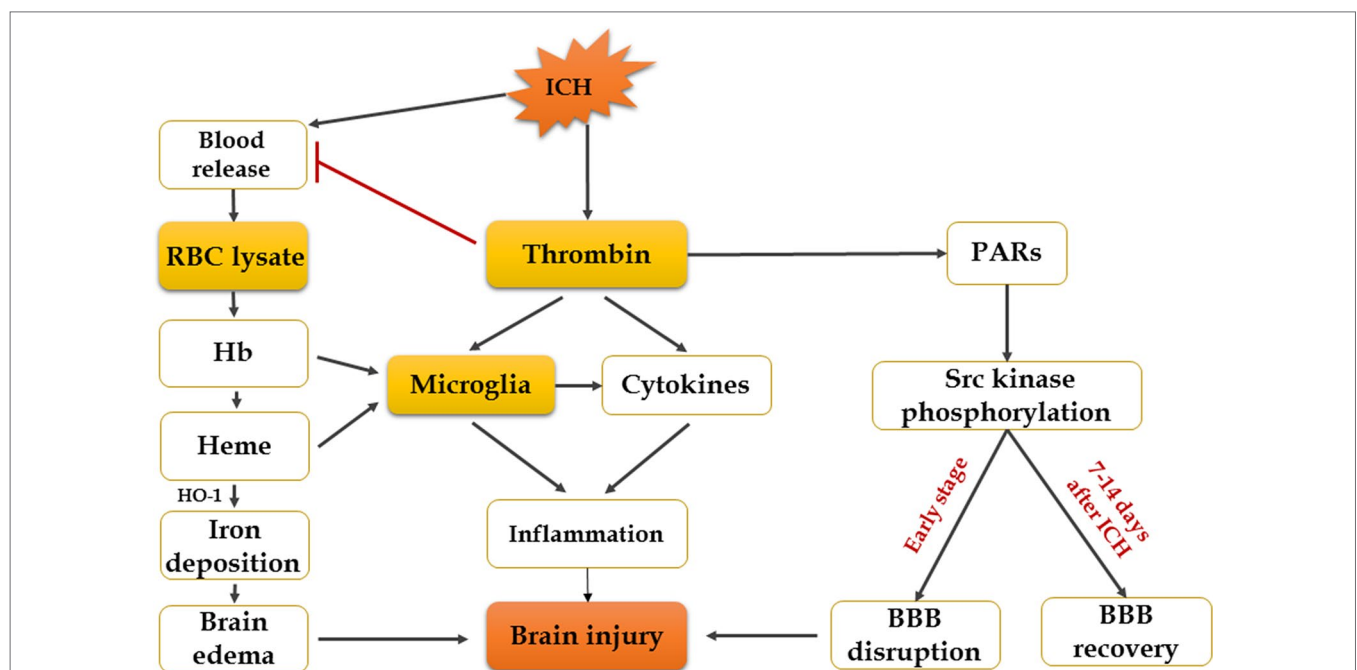 ICH
Blood
release
RBC lysate
Thrombin
PARs
Hb
Microglia
Cytokines
Src kinase
phosphorylation
Heme
HO-1
Iron
deposition
Inflammation
Early stage
7-14 days
after ICH
Brain
edema
Brain injury
BBB
disruption
BBB
recovery